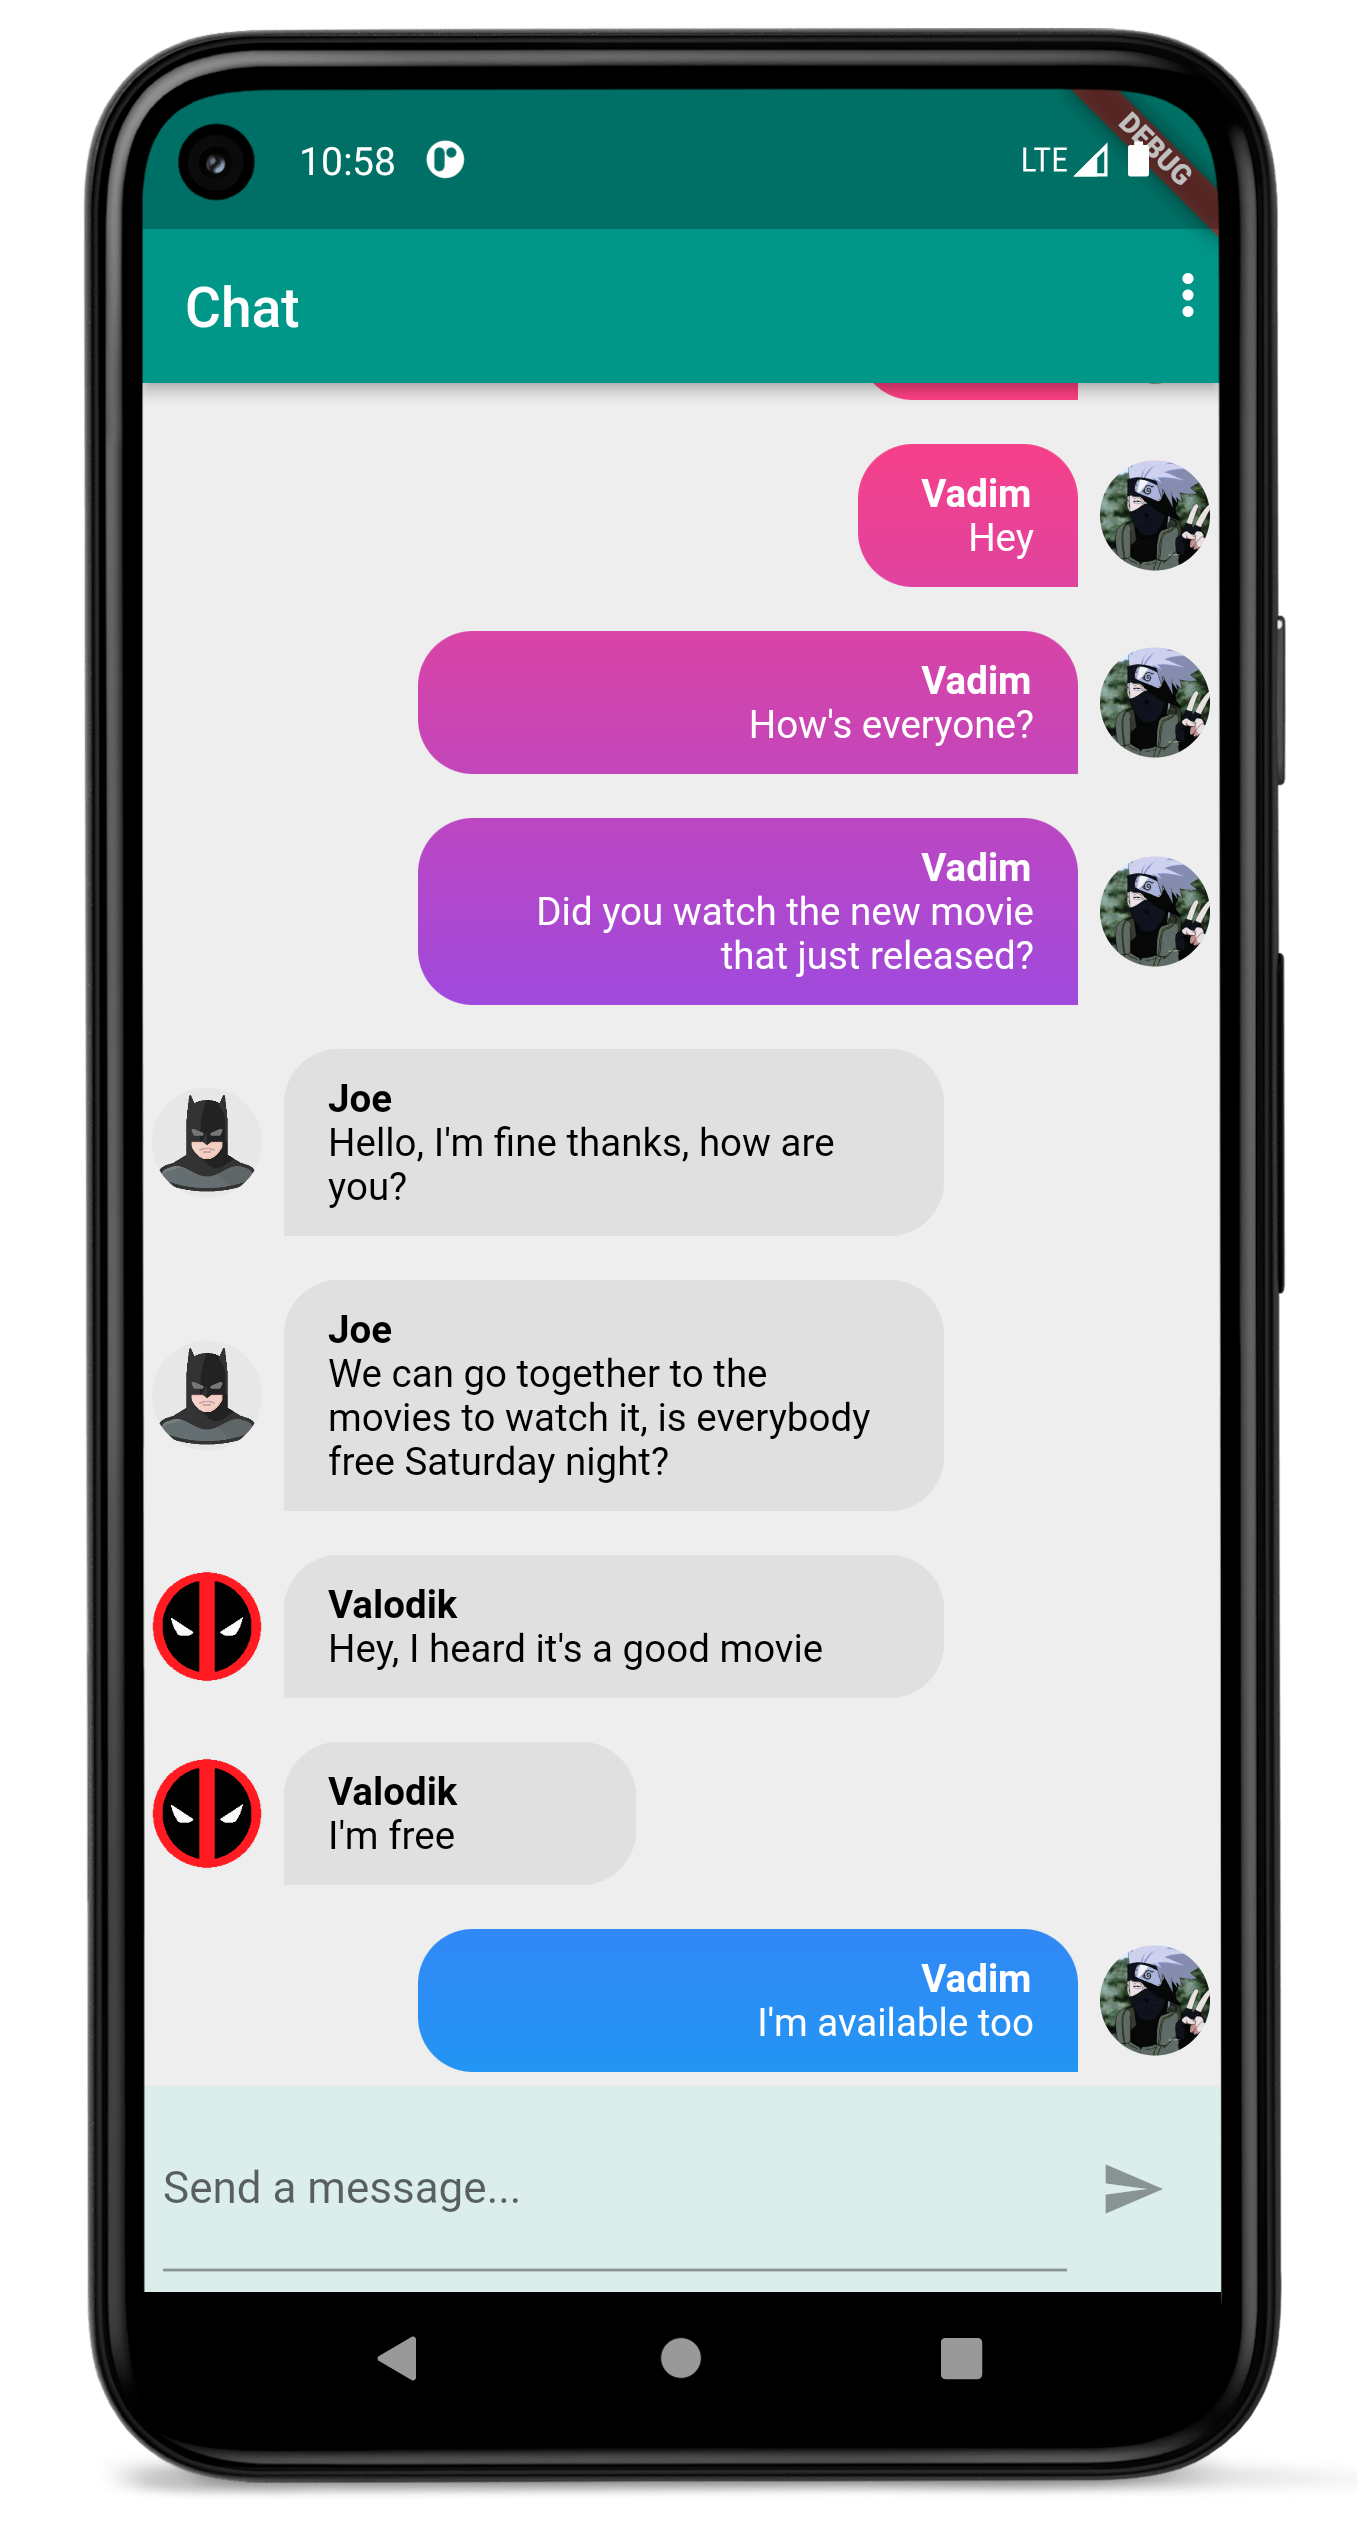 10:58
LTE
DEBUG
Chat
Vadim
Hey
Vadim
How's everyone?
Vadim
Did you watch the new movie
that just released?
Joe
Hello, I'm fine thanks, how are
you?
Joe
We can go together to the
movies to watch it, is everybody
free Saturday night?
Valodik
Hey, I heard it's a good movie
Valodik
I'm free
Vadim
I'm available too
Send a message...